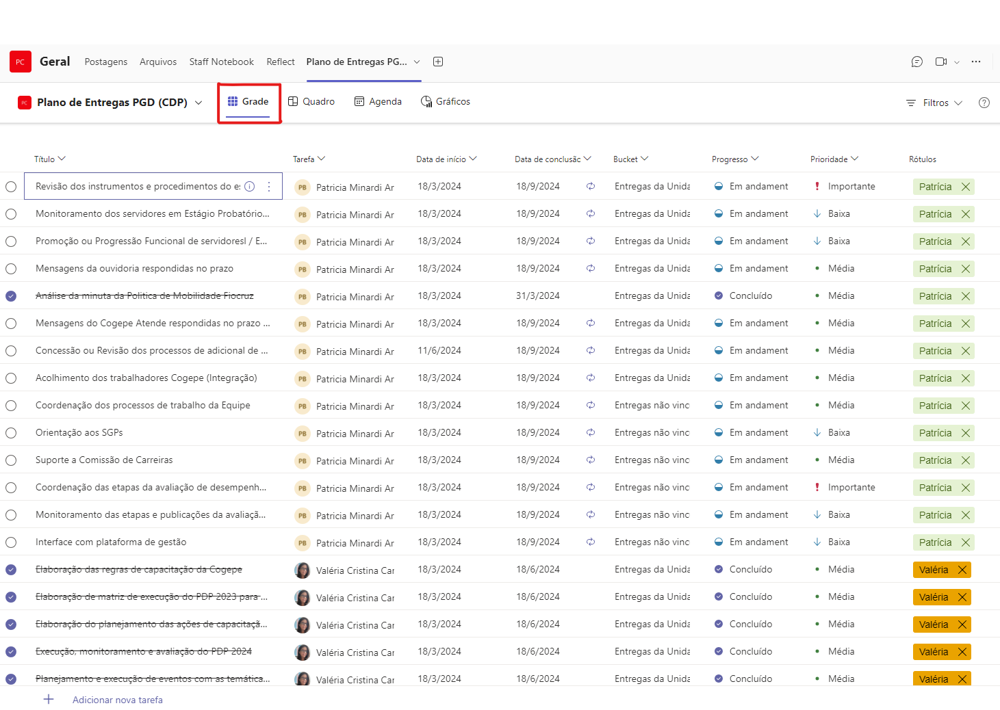 PC Geral Postagens Arquivos Staff Notebook Reflect Plano de Entregas PG...
PC Plano de Entregas PGD (CDP) Grade Quadro Agenda Gráficos Filtros
Título Tarefa Data de início Data de conclusão Bucket Progresso Prioridade Rótulos
Revisão dos instrumentos e procedimentos do es PB Patricia Minardi Ar 18/3/2024 18/9/2024 Entregas da Unida Em andament Importante Patrícia
Monitoramento dos servidores em Estágio Probatório... PB Patricia Minardi Ar 18/3/2024 18/9/2024 Entregas da Unida Em andament Baixa Patrícia
Promoção ou Progressão Funcional de servidoresl / E... PB Patricia Minardi Ar 18/3/2024 18/9/2024 Entregas da Unida Em andament Baixa Patrícia
Mensagens da ouvidoria respondidas no prazo PB Patricia Minardi Ar 18/3/2024 18/9/2024 Entregas da Unida Em andament Média Patrícia
Análise da minuta da Politica de Mobilidade Fiocruz PB Patricia Minardi Ar 18/3/2024 31/3/2024 Entregas da Unida Concluído Média Patrícia
Mensagens do Cogepe Atende respondidas no prazo ... PB Patricia Minardi Ar 18/3/2024 18/9/2024 Entregas da Unida Em andament Média Patrícia
Concessão ou Revisão dos processos de adicional de ... PB Patricia Minardi Ar 11/6/2024 18/9/2024 Entregas da Unida Em andament Média Patrícia
Acolhimento dos trabalhadores Cogepe (Integração) PB Patricia Minardi Ar 18/3/2024 18/9/2024 Entregas da Unida Em andament Média Patrícia
Coordenação dos processos de trabalho da Equipe PB Patricia Minardi Ar 18/3/2024 18/9/2024 Entregas não vincu Em andament Média Patrícia
Orientação aos SGPs PB Patricia Minardi Ar 18/3/2024 18/9/2024 Entregas não vincu Em andament Baixa Patrícia
Suporte a Comissão de Carreiras PB Patricia Minardi Ar 18/3/2024 18/9/2024 Entregas não vincu Em andament Média Patrícia
Coordenação das etapas da avaliação de desempenh... PB Patricia Minardi Ar 18/3/2024 18/9/2024 Entregas não vincu Em andament Importante Patrícia
Monitoramento das etapas e publicações da avaliaçã... PB Patricia Minardi Ar 18/3/2024 18/9/2024 Entregas não vincu Em andament Baixa Patrícia
Interface com plataforma de gestão PB Patricia Minardi Ar 18/3/2024 18/9/2024 Entregas não vincu Em andament Baixa Patrícia
Elaboração das regras de capacitação da Cogepe Valéria Cristina Car 18/3/2024 18/6/2024 Entregas da Unida Concluído Média Valéria
Elaboração de matriz de execução do PDP 2023 para ... Valéria Cristina Car 18/3/2024 18/6/2024 Entregas da Unida Concluído Média Valéria
Elaboração do planejamento das ações de capacitaçã... Valéria Cristina Car 18/3/2024 18/6/2024 Entregas da Unida Concluído Média Valéria
Execução, monitoramento e avaliação do PDP 2024 Valéria Cristina Car 18/3/2024 18/6/2024 Entregas da Unida Concluído Média Valéria
Planejamento e execução de eventos com as temática... Valéria Cristina Car 18/3/2024 18/6/2024 Entregas da Unida Concluído Média Valéria
Adicionar nova tarefa